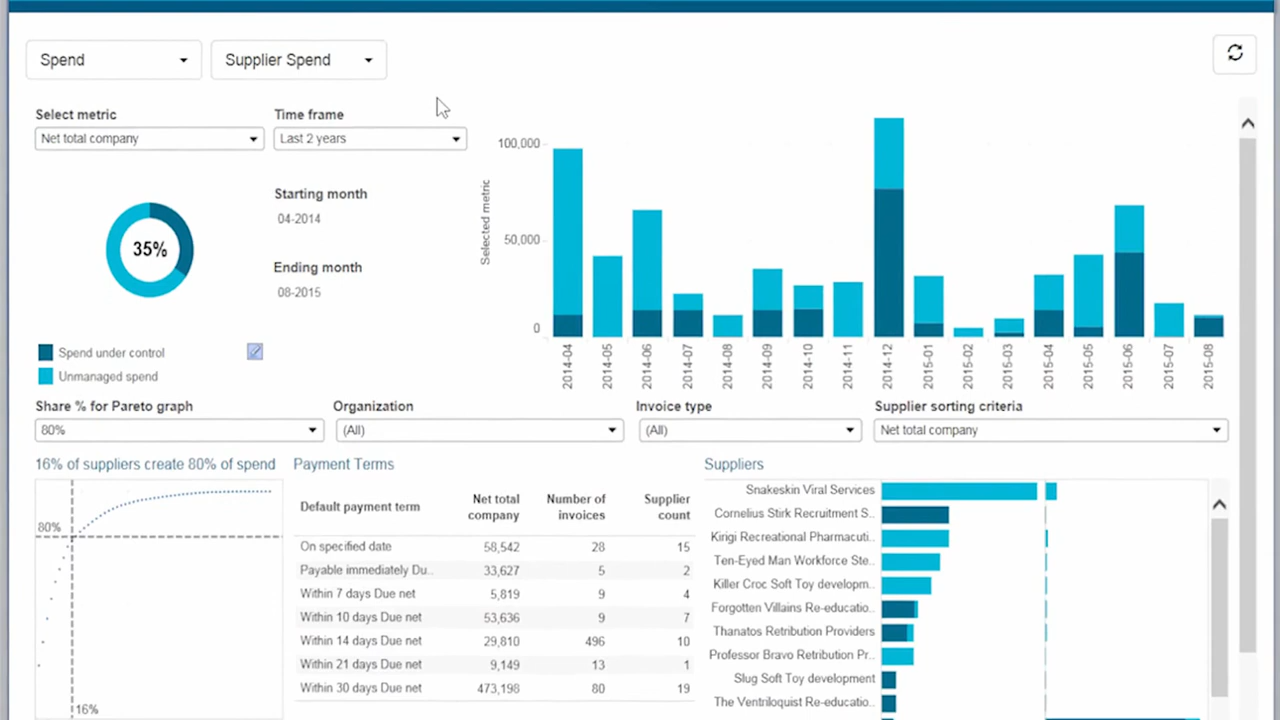 Spend
Supplier Spend
Select metric
Time frame
Net total company
Last 2 years
35%
Starting month
04-2014
Ending month
08-2015
Spend under control
Unmanaged spend
Selected metric
100,000
50,000
0
2014-04
2014-05
2014-06
2014-07
2014-08
2014-09
2014-10
2014-11
2014-12
2015-01
2015-02
2015-03
2015-04
2015-05
2015-06
2015-07
2015-08
Share % for Pareto graph
Organization
Invoice type
Supplier sorting criteria
80%
(All)
(All)
Net total company
16% of suppliers create 80% of spend
80%
16%
Payment Terms
Default payment term Net total company Number of invoices Supplier count
On specified date 58,542 28 15
Payable immediately Du.. 33,627 5 2
Within 7 days Due net 5,819 9 4
Within 10 days Due net 53,636 9 7
Within 14 days Due net 29,810 496 10
Within 21 days Due net 9,149 13 1
Within 30 days Due net 473,198 80 19
Suppliers
Snakeskin Viral Services
Cornelius Stirk Recruitment S..
Kirigi Recreational Pharmacuti..
Ten-Eyed Man Workforce Ste..
Killer Croc Soft Toy developm..
Forgotten Villains Re-educatio..
Thanatos Retribution Providers
Professor Bravo Retribution Pr..
Slug Soft Toy development
The Ventriloquist Re-educatio..